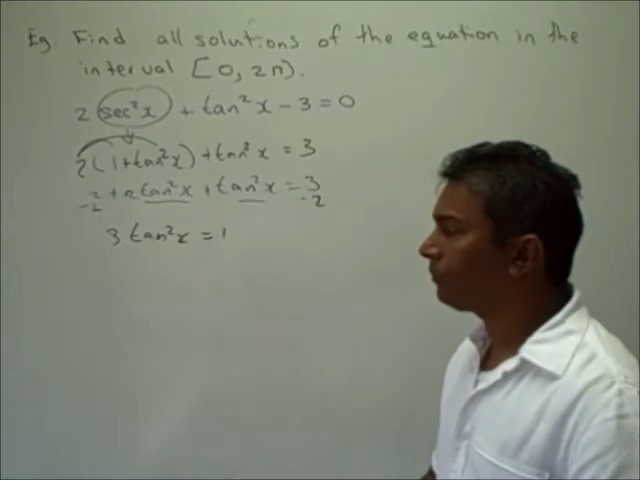 Eg. Find all solutions of the equation in the
interval [0, 2π).
2 sec²x + tan²x - 3 = 0
2(1+tan²x) + tan²x = 3
2 + 2tan²x + tan²x = 3
-2 -2
3 tan²x = 1